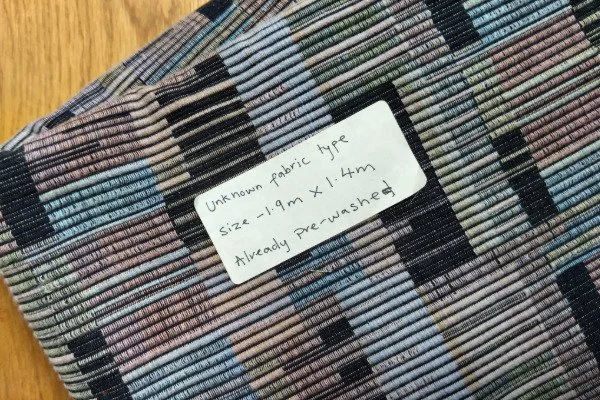 Unknown fabric type
Size - 1.9m x 1.4m
Already pre-washed